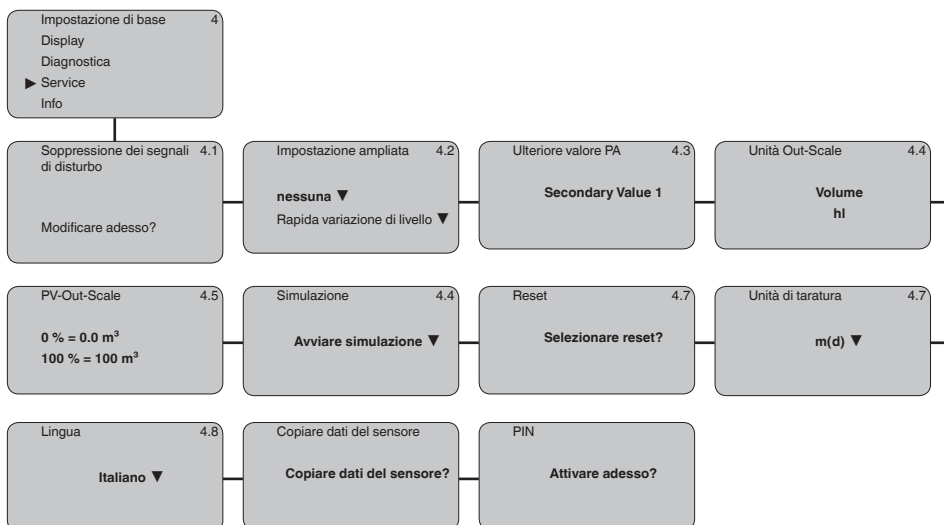 Impostazione di base 4
Display
Diagnostica
▶ Service
Info
Soppressione dei segnali 4.1
di disturbo
Modificare adesso?
Impostazione ampliata 4.2
nessuna ▼
Rapida variazione di livello ▼
Ulteriore valore PA 4.3
Secondary Value 1
Unità Out-Scale 4.4
Volume
hl
PV-Out-Scale 4.5
0 % = 0.0 m³
100 % = 100 m³
Simulazione 4.4
Avviare simulazione ▼
Reset 4.7
Selezionare reset?
Unità di taratura 4.7
m(d) ▼
Lingua 4.8
Italiano ▼
Copiare dati del sensore
Copiare dati del sensore?
PIN
Attivare adesso?